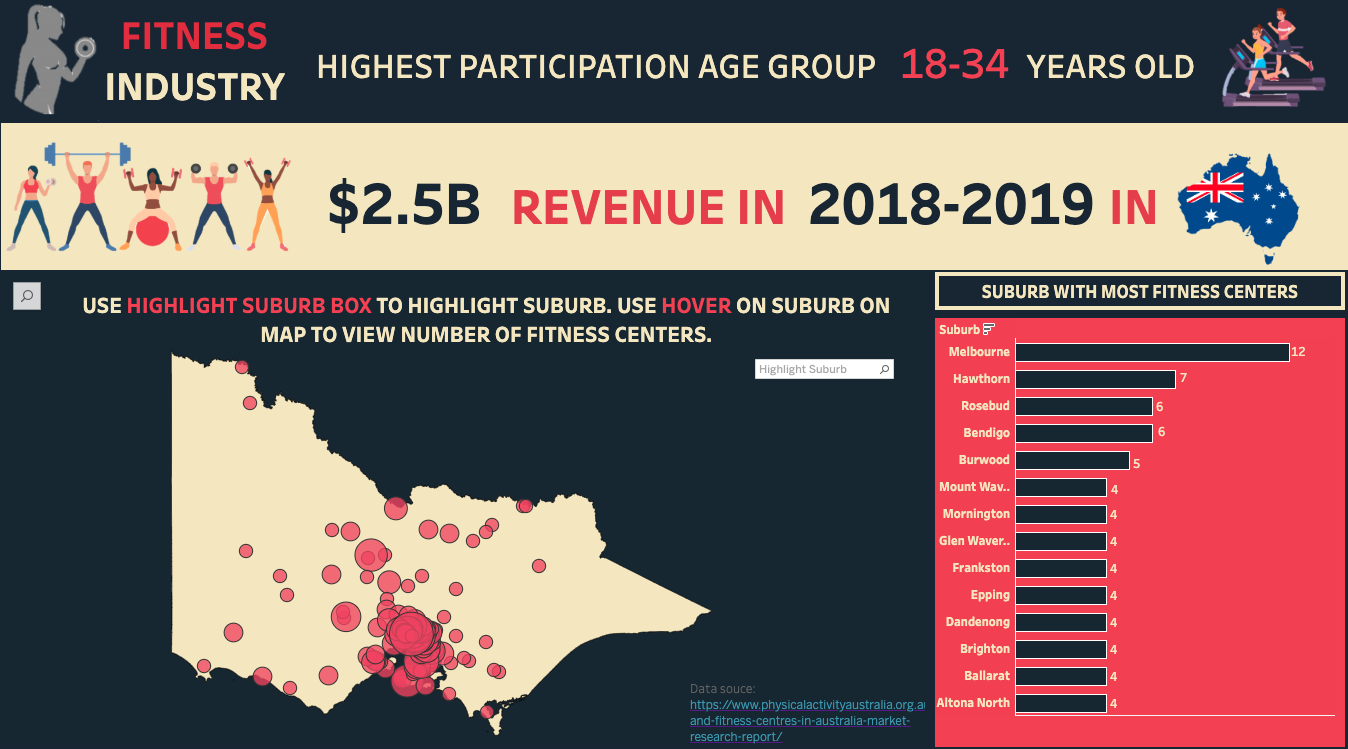 FITNESS
INDUSTRY
HIGHEST PARTICIPATION AGE GROUP 18-34 YEARS OLD
$2.5B REVENUE IN 2018-2019 IN
USE HIGHLIGHT SUBURB BOX TO HIGHLIGHT SUBURB. USE HOVER ON SUBURB ON
MAP TO VIEW NUMBER OF FITNESS CENTERS.
Highlight Suburb
Data souce:
https://www.physicalactivityaustralia.org.au
and-fitness-centres-in-australia-market-
research-report/
SUBURB WITH MOST FITNESS CENTERS
Suburb
Melbourne 12
Hawthorn 7
Rosebud 6
Bendigo 6
Burwood 5
Mount Wav.. 4
Mornington 4
Glen Waver.. 4
Frankston 4
Epping 4
Dandenong 4
Brighton 4
Ballarat 4
Altona North 4